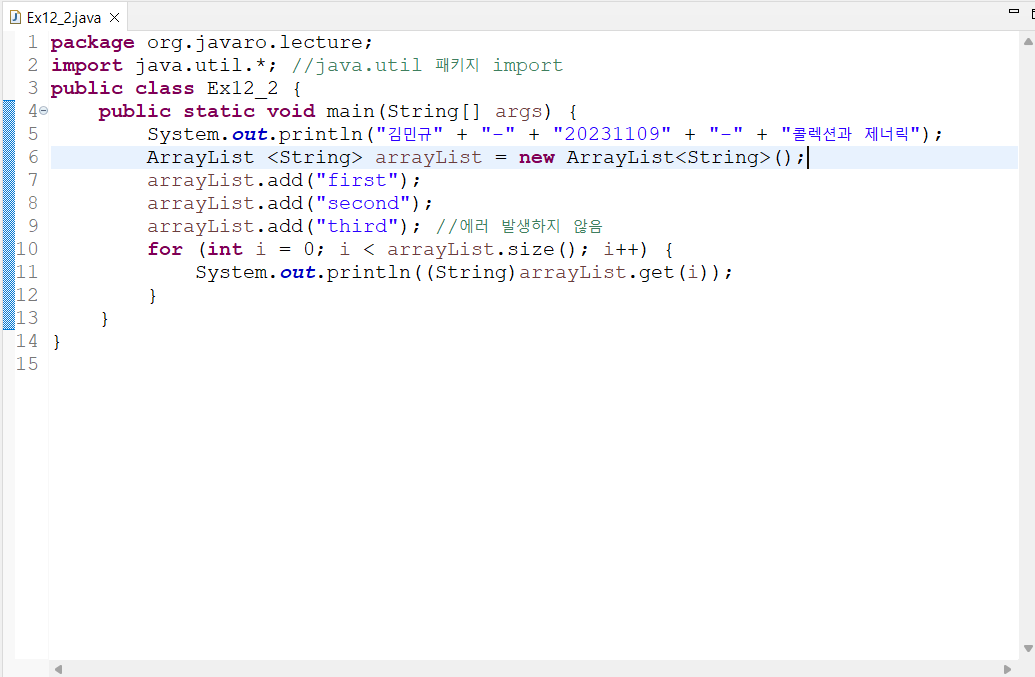 Ex12_2.java
1 package org.javaro.lecture;
2 import java.util.*; //java.util 패키지 import
3 public class Ex12_2 {
4 public static void main(String[] args) {
5 System.out.println("김민규" + "-" + "20231109" + "-" + "콜렉션과 제너릭");
6 ArrayList <String> arrayList = new ArrayList<String>();
7 arrayList.add("first");
8 arrayList.add("second");
9 arrayList.add("third"); //에러 발생하지 않음
10 for (int i = 0; i < arrayList.size(); i++) {
11 System.out.println((String)arrayList.get(i));
12 }
13 }
14 }
15